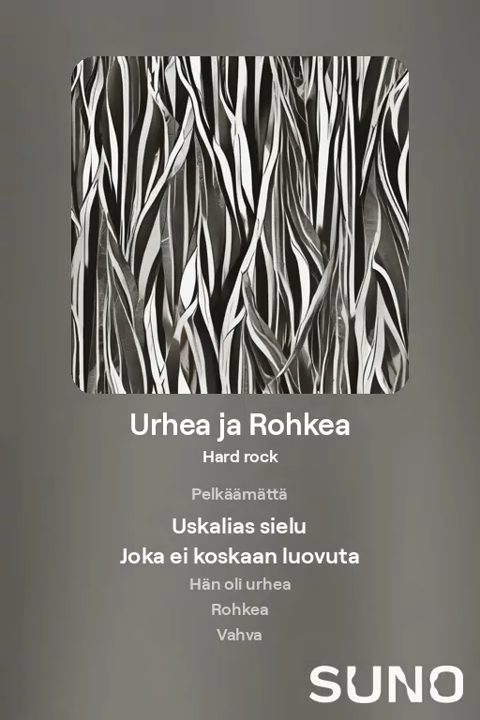 Urhea ja Rohkea
Hard rock
Pelkäämättä
Uskalias sielu
Joka ei koskaan luovuta
Hän oli urhea
Rohkea
Vahva
SUNO